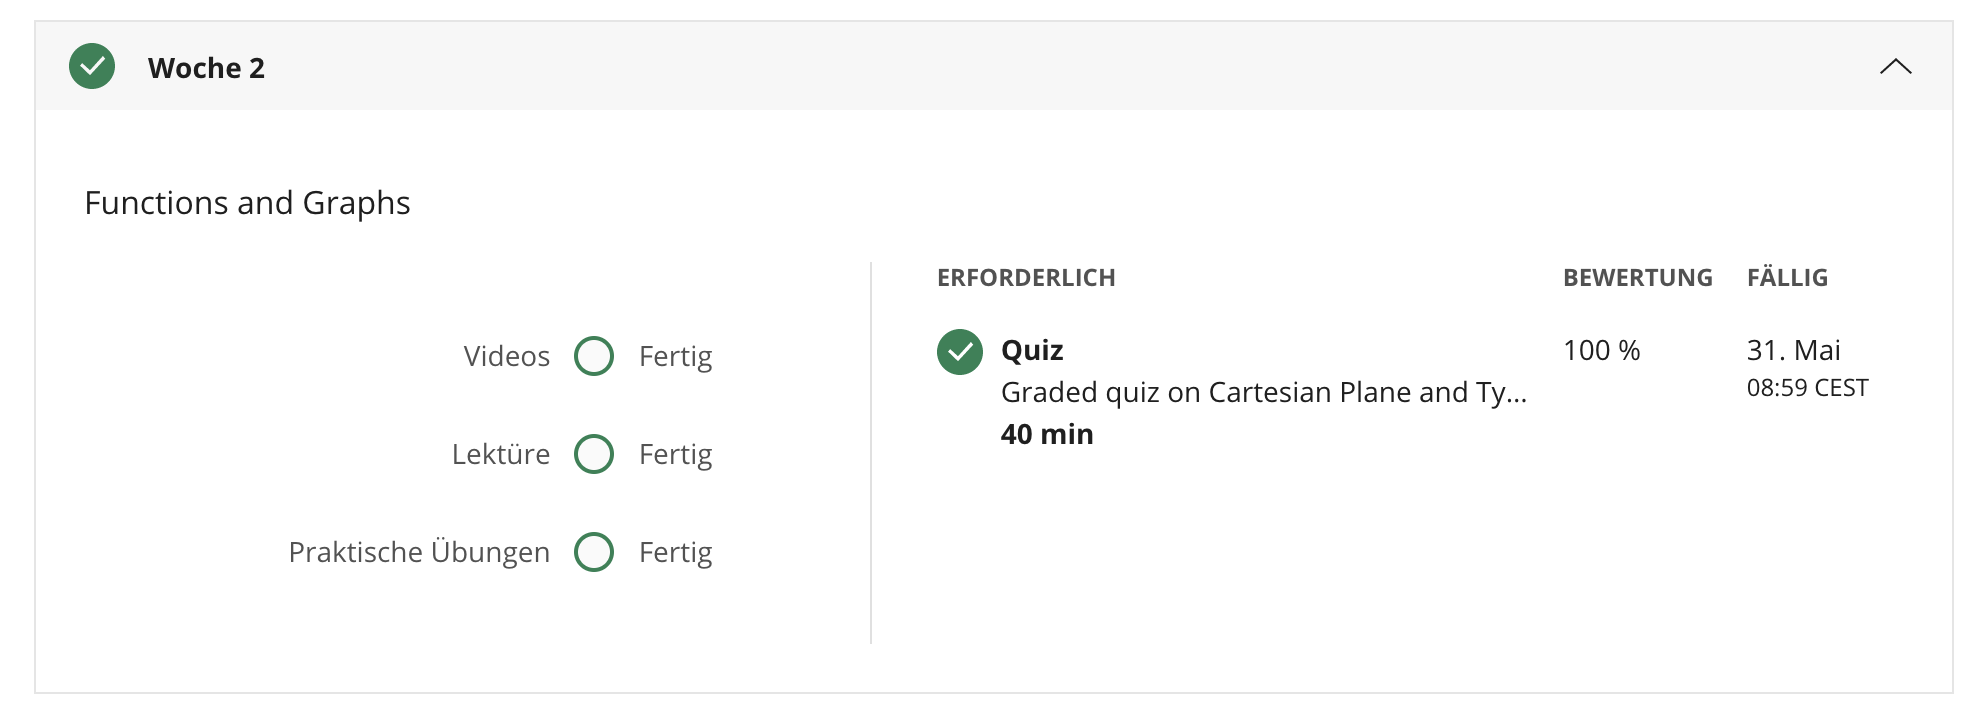 Woche 2
Functions and Graphs
Videos Fertig
Lektüre Fertig
Praktische Übungen Fertig
ERFORDERLICH BEWERTUNG FÄLLIG
Quiz 100 % 31. Mai
Graded quiz on Cartesian Plane and Ty... 08:59 CEST
40 min